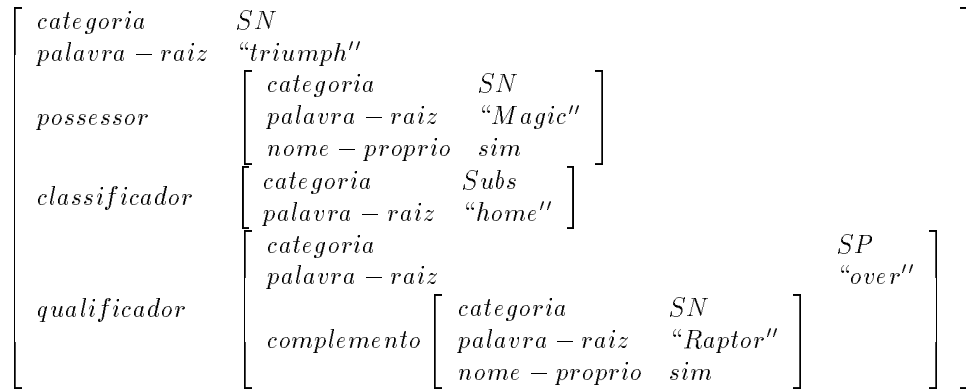 categoria SN
palavra − raiz “triumph′′
possessor
categoria SN
palavra − raiz “Magic′′
nome − proprio sim
classificador
categoria Subs
palavra − raiz “home′′
qualificador
categoria SP
palavra − raiz “over′′
complemento
categoria SN
palavra − raiz “Raptor′′
nome − proprio sim